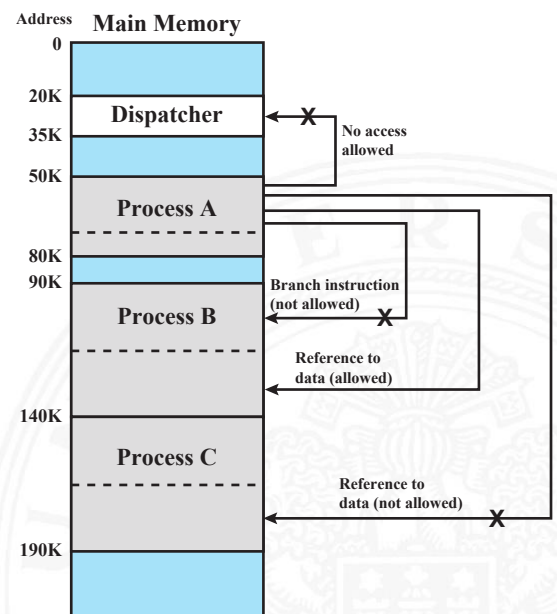 Address
Main Memory
0
20K
Dispatcher
35K
No access
allowed
50K
Process A
80K
90K
Branch instruction
(not allowed)
Process B
Reference to
data (allowed)
140K
Process C
Reference to
data (not allowed)
190K
X
X
X